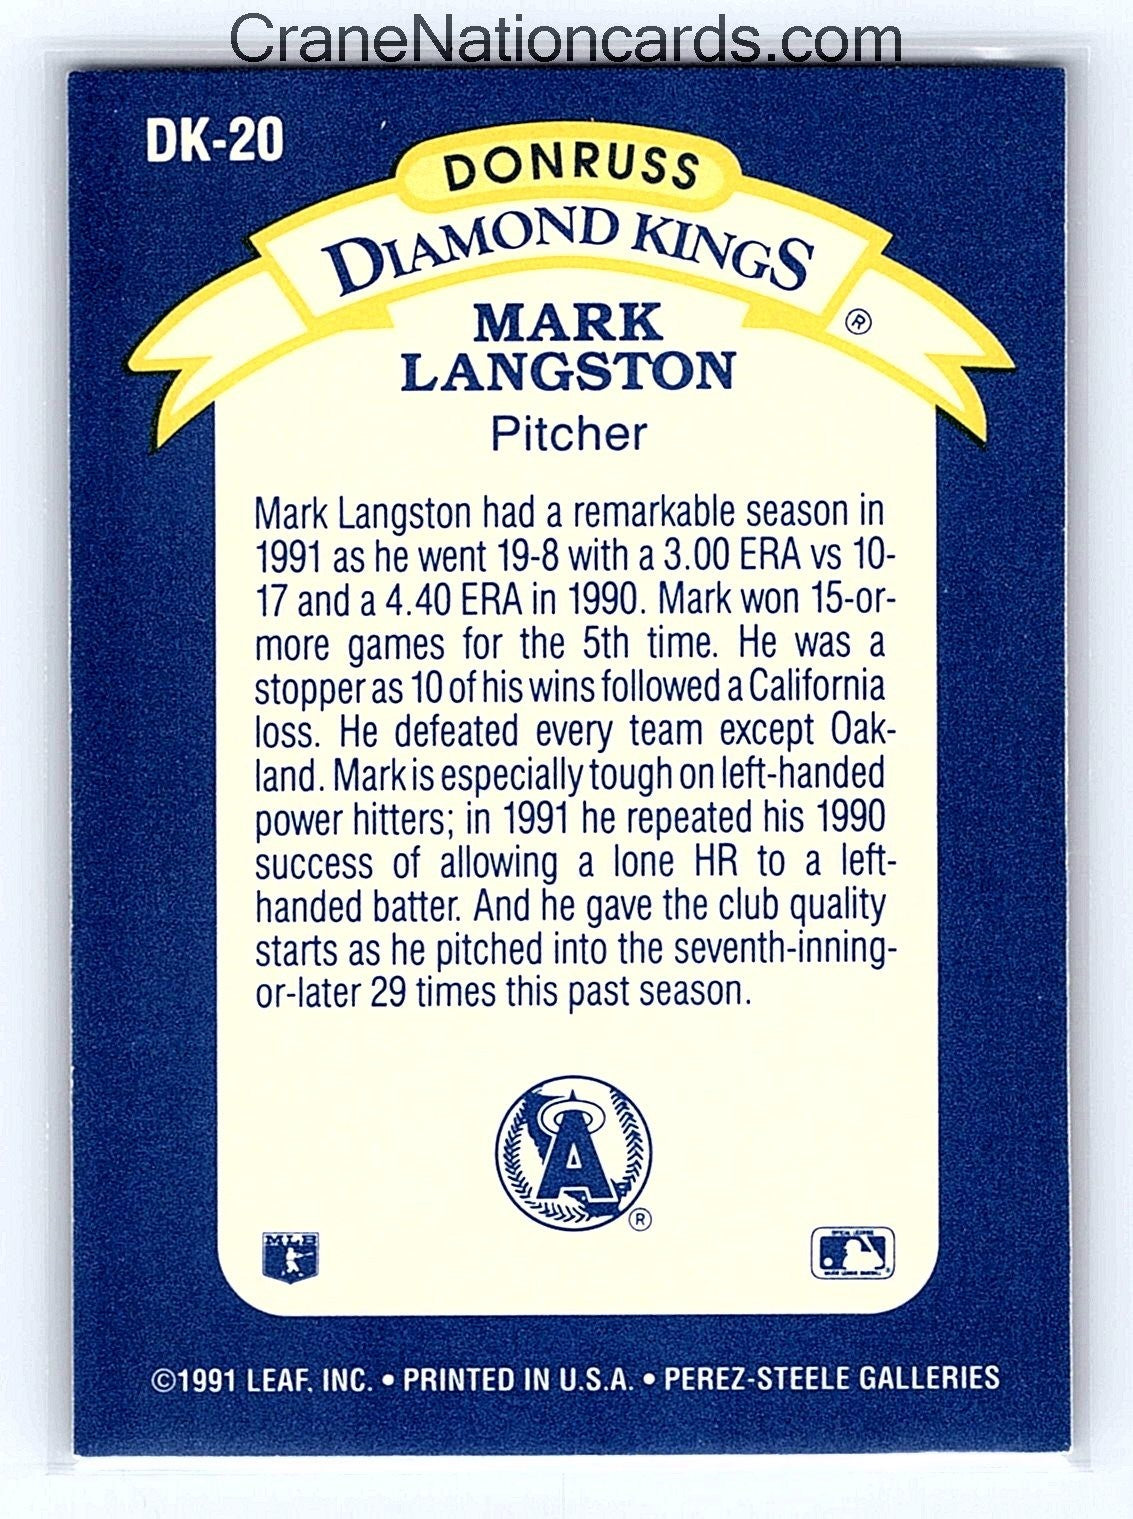 CraneNationcards.com
DK-20
DONRUSS
DIAMOND KINGS
®
MARK
LANGSTON
Pitcher
Mark Langston had a remarkable season in
1991 as he went 19-8 with a 3.00 ERA vs 10-
17 and a 4.40 ERA in 1990. Mark won 15-or-
more games for the 5th time. He was a
stopper as 10 of his wins followed a California
loss. He defeated every team except Oak-
land. Mark is especially tough on left-handed
power hitters; in 1991 he repeated his 1990
success of allowing a lone HR to a left-
handed batter. And he gave the club quality
starts as he pitched into the seventh-inning-
or-later 29 times this past season.
A
®
MLB
©1991 LEAF, INC. • PRINTED IN U.S.A. • PEREZ-STEELE GALLERIES